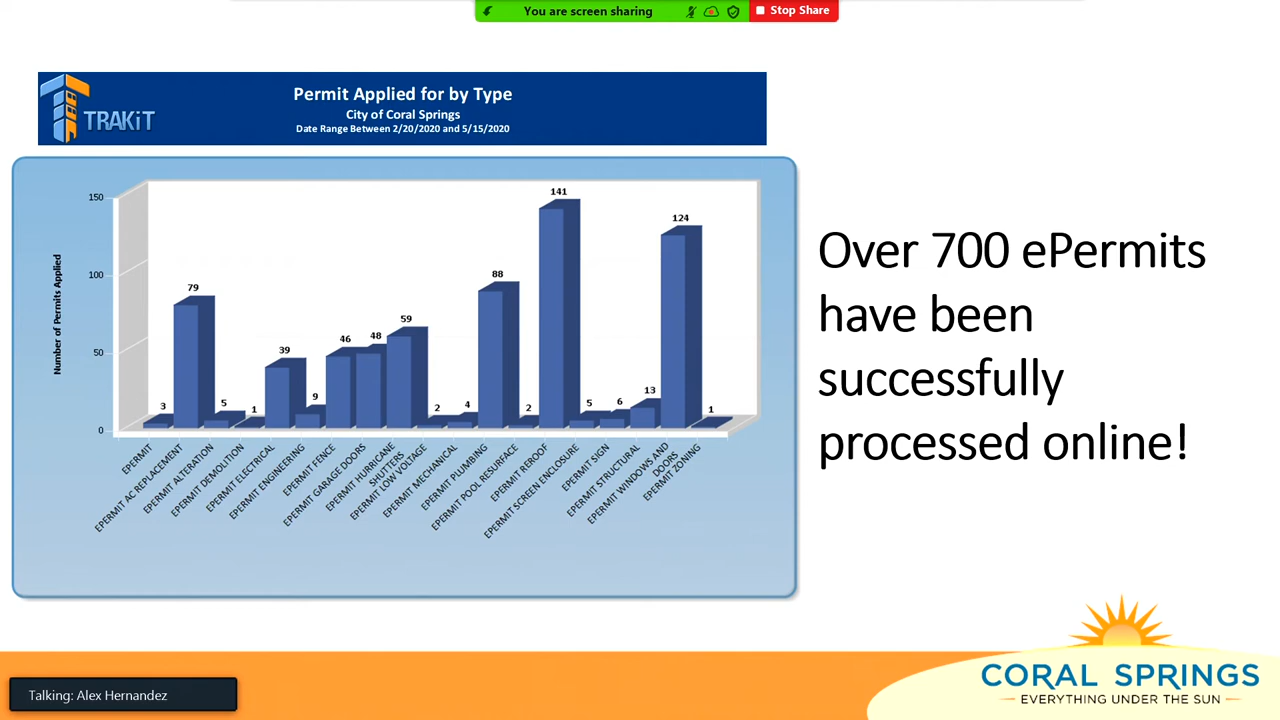 You are screen sharing
Stop Share
TRAKiT
Permit Applied for by Type
City of Coral Springs
Date Range Between 2/20/2020 and 5/15/2020
Number of Permits Applied
150
100
50
0
3
79
5
1
39
9
46
48
59
2
4
88
2
141
5
6
13
124
1
EPERMIT
EPERMIT AC REPLACEMENT
EPERMIT ALTERATION
EPERMIT DEMOLITION
EPERMIT ELECTRICAL
EPERMIT ENGINEERING
EPERMIT FENCE
EPERMIT GARAGE DOORS
EPERMIT HURRICANE
SHUTTERS
EPERMIT LOW VOLTAGE
EPERMIT MECHANICAL
EPERMIT PLUMBING
EPERMIT POOL RESURFACE
EPERMIT REROOF
EPERMIT SCREEN ENCLOSURE
EPERMIT SIGN
EPERMIT STRUCTURAL
EPERMIT WINDOWS AND
DOORS
EPERMIT ZONING
Over 700 ePermits
have been
successfully
processed online!
CORAL SPRINGS
EVERYTHING UNDER THE SUN
Talking: Alex Hernandez